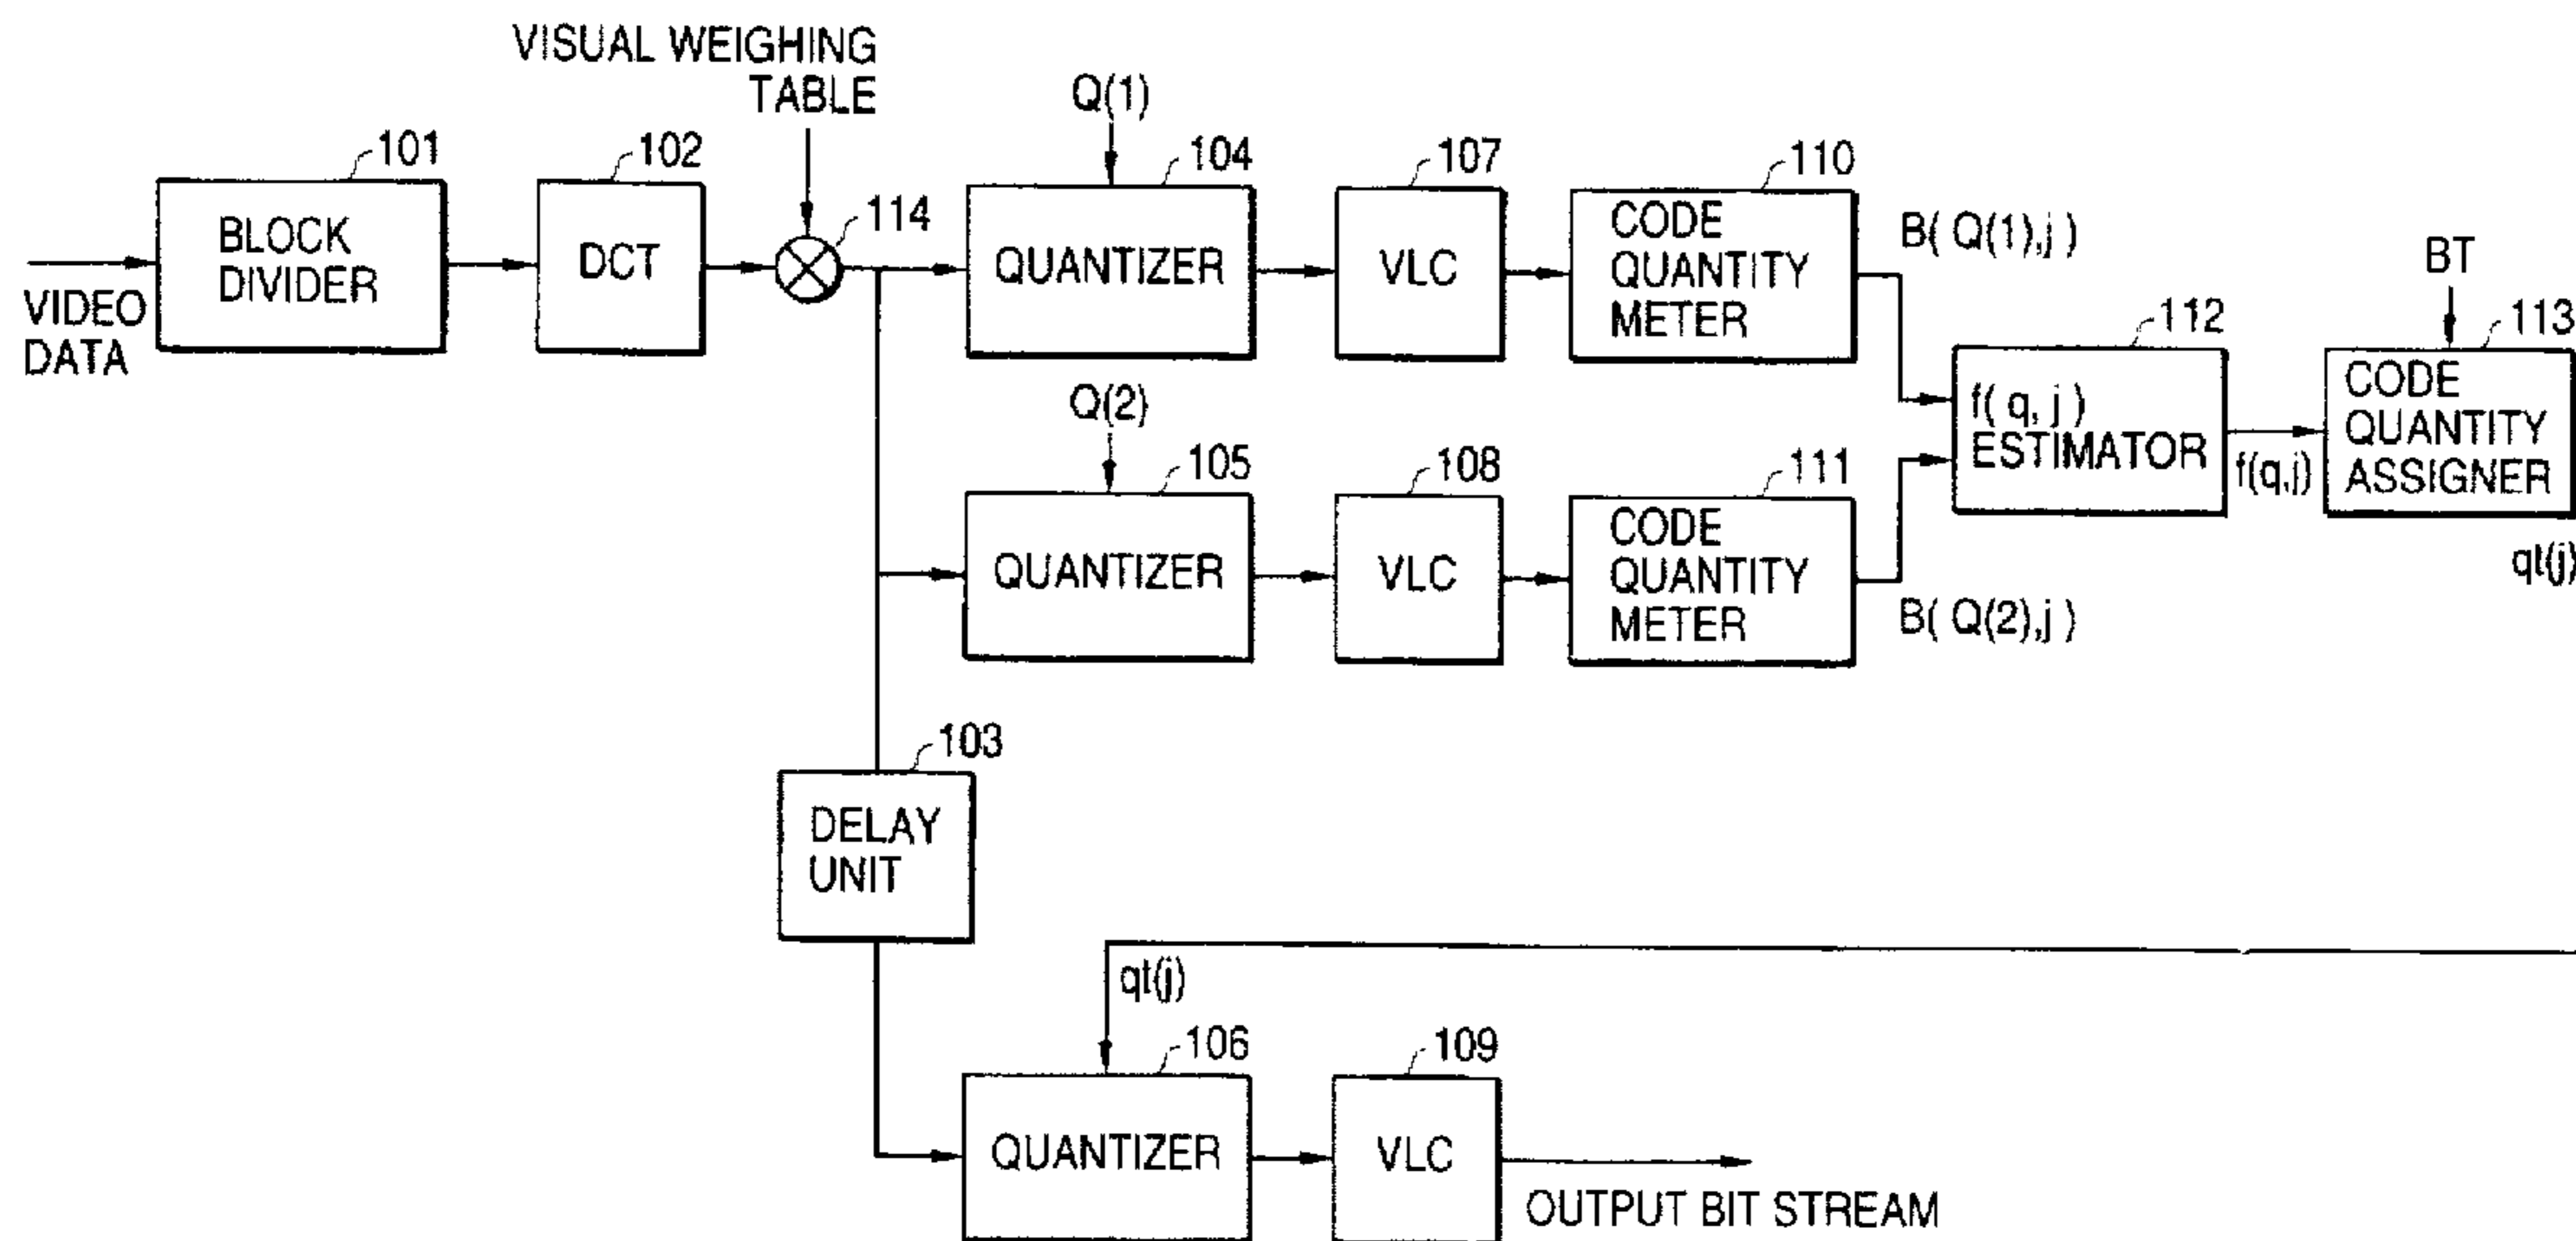 VISUAL WEIGHING
TABLE
Q(1)
101
102
114
104
107
110
BLOCK
DIVIDER
DCT
QUANTIZER
VLC
CODE
QUANTITY
METER
B( Q(1),j )
BT
VIDEO
DATA
112
113
Q(2)
f( q, j )
ESTIMATOR
f(q,j)
CODE
QUANTITY
ASSIGNER
105
108
111
QUANTIZER
VLC
CODE
QUANTITY
METER
B( Q(2),j )
qt(j)
103
DELAY
UNIT
qt(j)
106
109
QUANTIZER
VLC
OUTPUT BIT STREAM